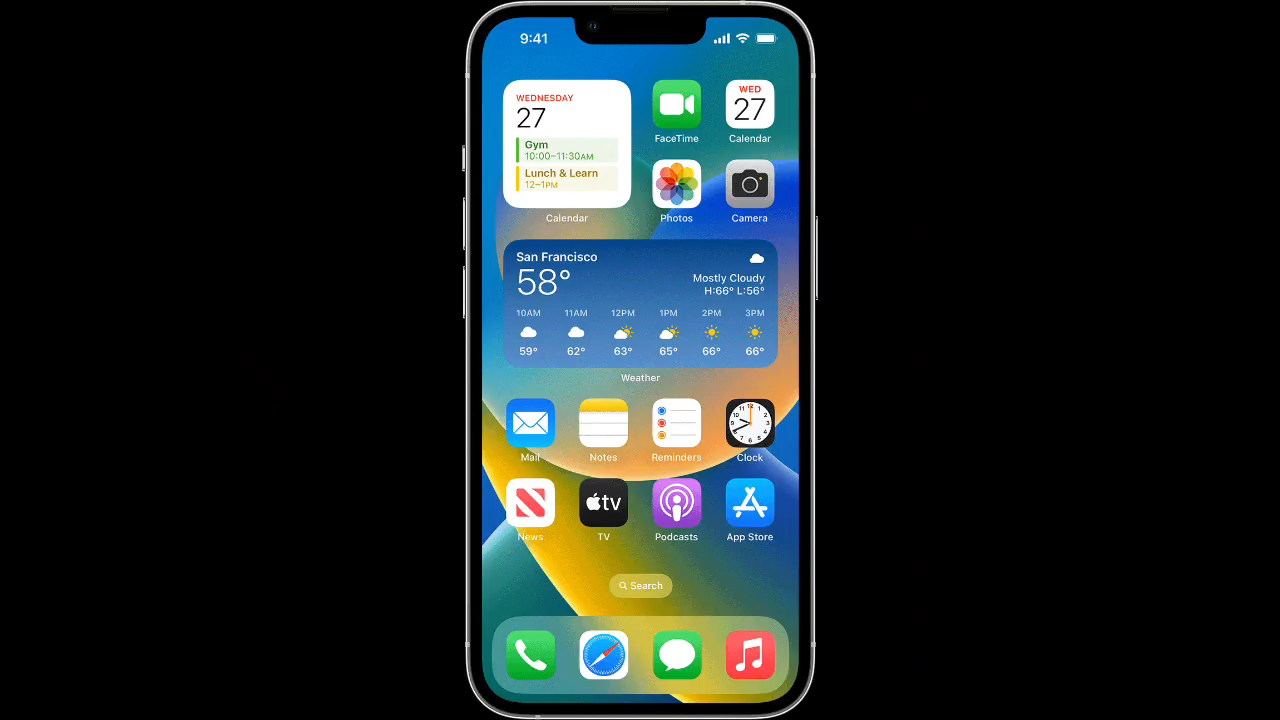 9:41
WEDNESDAY
27
Gym
10:00–11:30AM
Lunch & Learn
12–1PM
Calendar
FaceTime
WED
27
Calendar
Photos
Camera
San Francisco
58°
Mostly Cloudy
H:66° L:56°
10AM 11AM 12PM 1PM 2PM 3PM
59° 62° 63° 65° 66° 66°
Weather
Mail Notes Reminders Clock
tv
News TV Podcasts App Store
Search